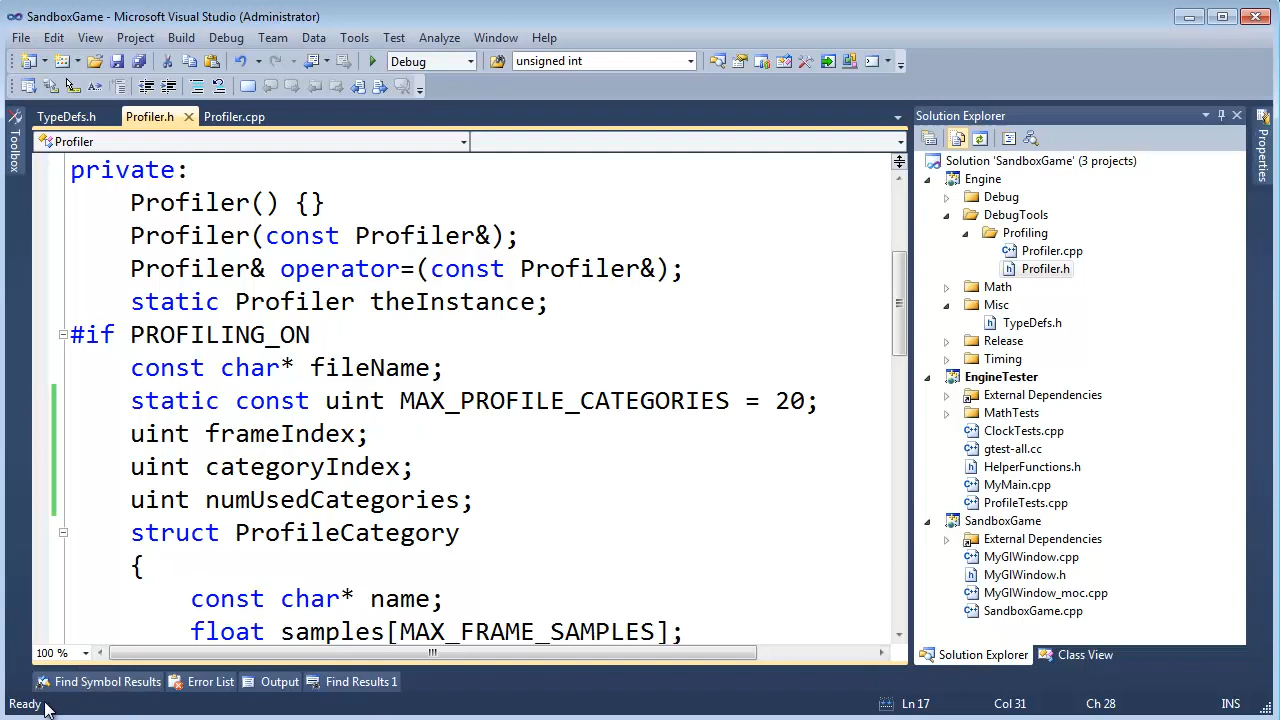 SandboxGame - Microsoft Visual Studio (Administrator)
File Edit View Project Build Debug Team Data Tools Test Analyze Window Help
Debug unsigned int
TypeDefs.h Profiler.h Profiler.cpp
Profiler
private:
Profiler() {}
Profiler(const Profiler&);
Profiler& operator=(const Profiler&);
static Profiler theInstance;
#if PROFILING_ON
const char* fileName;
static const uint MAX_PROFILE_CATEGORIES = 20;
uint frameIndex;
uint categoryIndex;
uint numUsedCategories;
struct ProfileCategory
{
const char* name;
float samples[MAX_FRAME_SAMPLES];
100 %
Toolbox
Solution Explorer
Solution 'SandboxGame' (3 projects)
Engine
Debug
DebugTools
Profiling
Profiler.cpp
Profiler.h
Math
Misc
TypeDefs.h
Release
Timing
EngineTester
External Dependencies
MathTests
ClockTests.cpp
gtest-all.cc
HelperFunctions.h
MyMain.cpp
ProfileTests.cpp
SandboxGame
External Dependencies
MyGlWindow.cpp
MyGlWindow.h
MyGlWindow_moc.cpp
SandboxGame.cpp
Solution Explorer Class View
Properties
Find Symbol Results Error List Output Find Results 1
Ready Ln 17 Col 31 Ch 28 INS